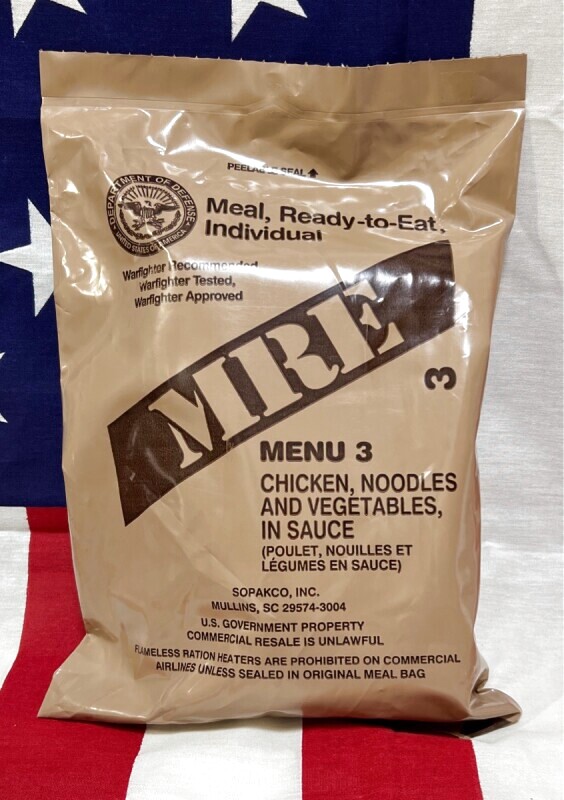 PEELABLE SEAL
DEPARTMENT OF DEFENSE
UNITED STATES OF AMERICA
Meal, Ready-to-Eat,
Individual
Warfighter Recommended
Warfighter Tested,
Warfighter Approved
MRE
3
MENU 3
CHICKEN, NOODLES
AND VEGETABLES,
IN SAUCE
(POULET, NOUILLES ET
LÉGUMES EN SAUCE)
SOPAKCO, INC.
MULLINS, SC 29574-3004
U.S. GOVERNMENT PROPERTY
COMMERCIAL RESALE IS UNLAWFUL
FLAMELESS RATION HEATERS ARE PROHIBITED ON COMMERCIAL
AIRLINES UNLESS SEALED IN ORIGINAL MEAL BAG